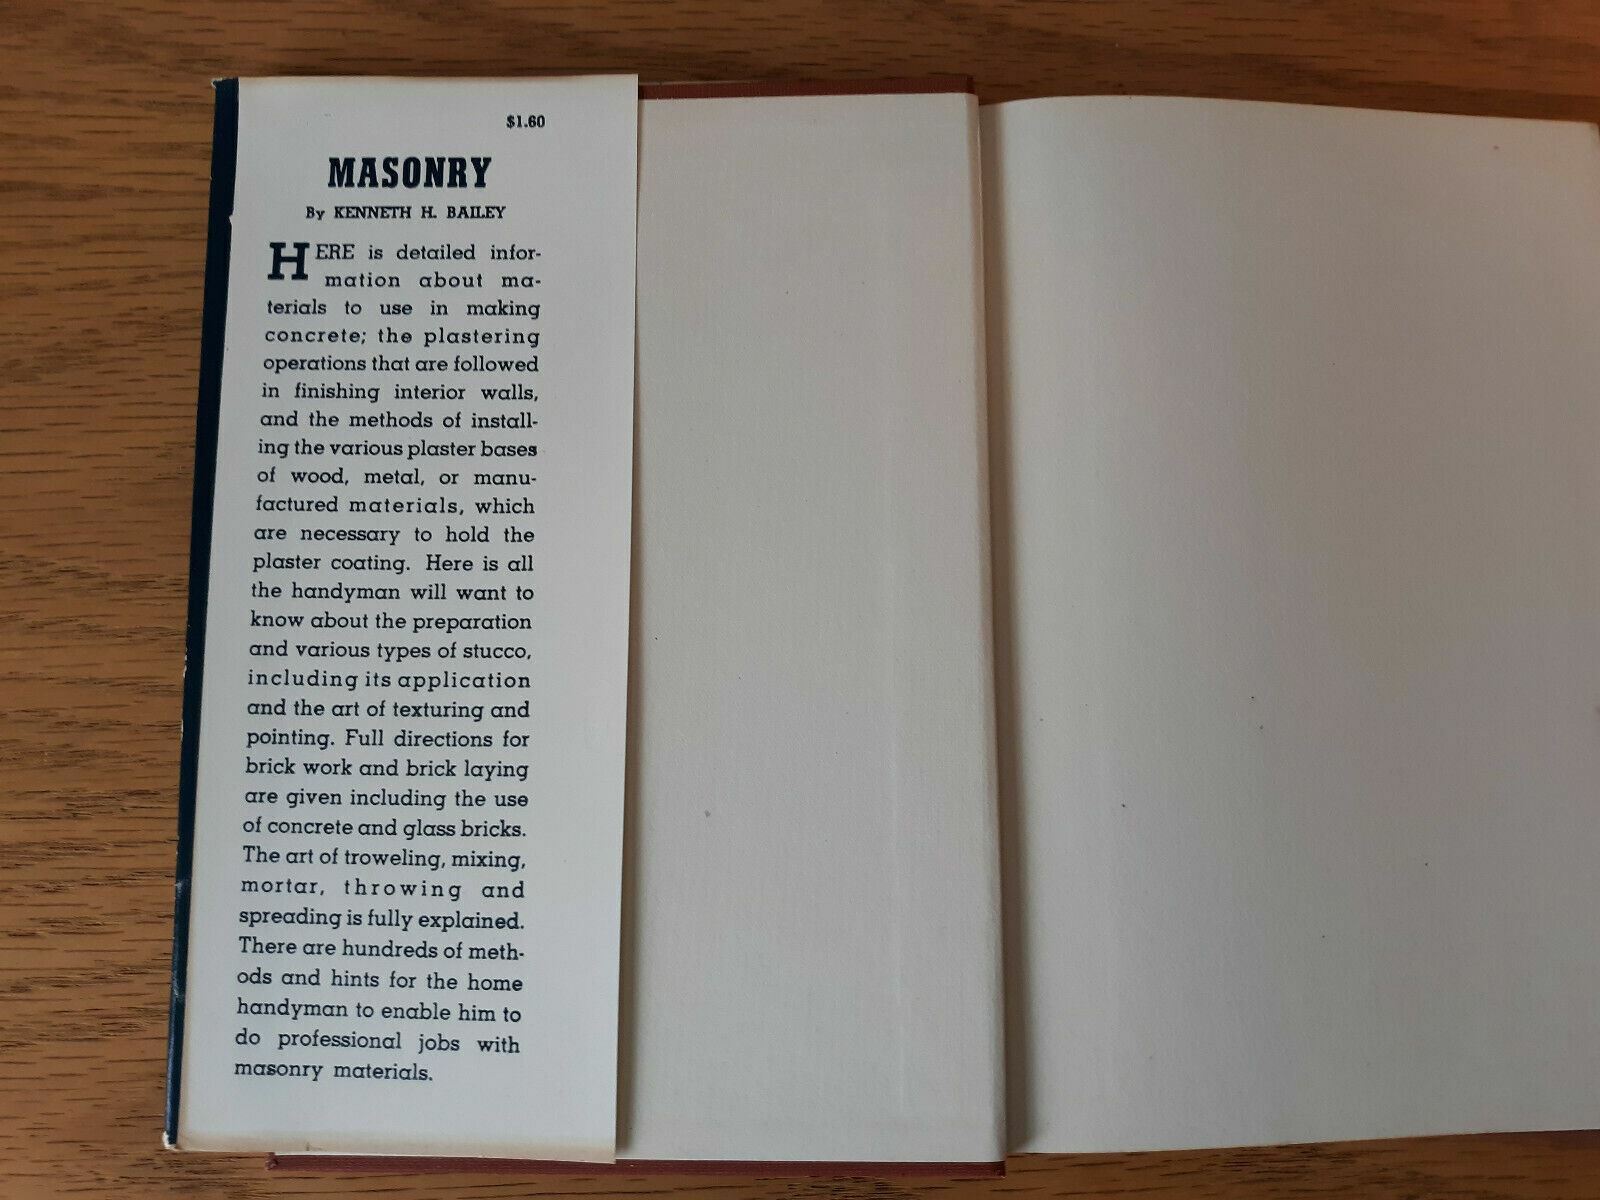 $1.60
MASONRY
By KENNETH H. BAILEY
HERE is detailed infor-
mation about ma-
terials to use in making
concrete; the plastering
operations that are followed
in finishing interior walls,
and the methods of install-
ing the various plaster bases
of wood, metal, or manu-
factured materials, which
are necessary to hold the
plaster coating. Here is all
the handyman will want to
know about the preparation
and various types of stucco,
including its application
and the art of texturing and
pointing. Full directions for
brick work and brick laying
are given including the use
of concrete and glass bricks.
The art of troweling, mixing,
mortar, throwing and
spreading is fully explained.
There are hundreds of meth-
ods and hints for the home
handyman to enable him to
do professional jobs with
masonry materials.